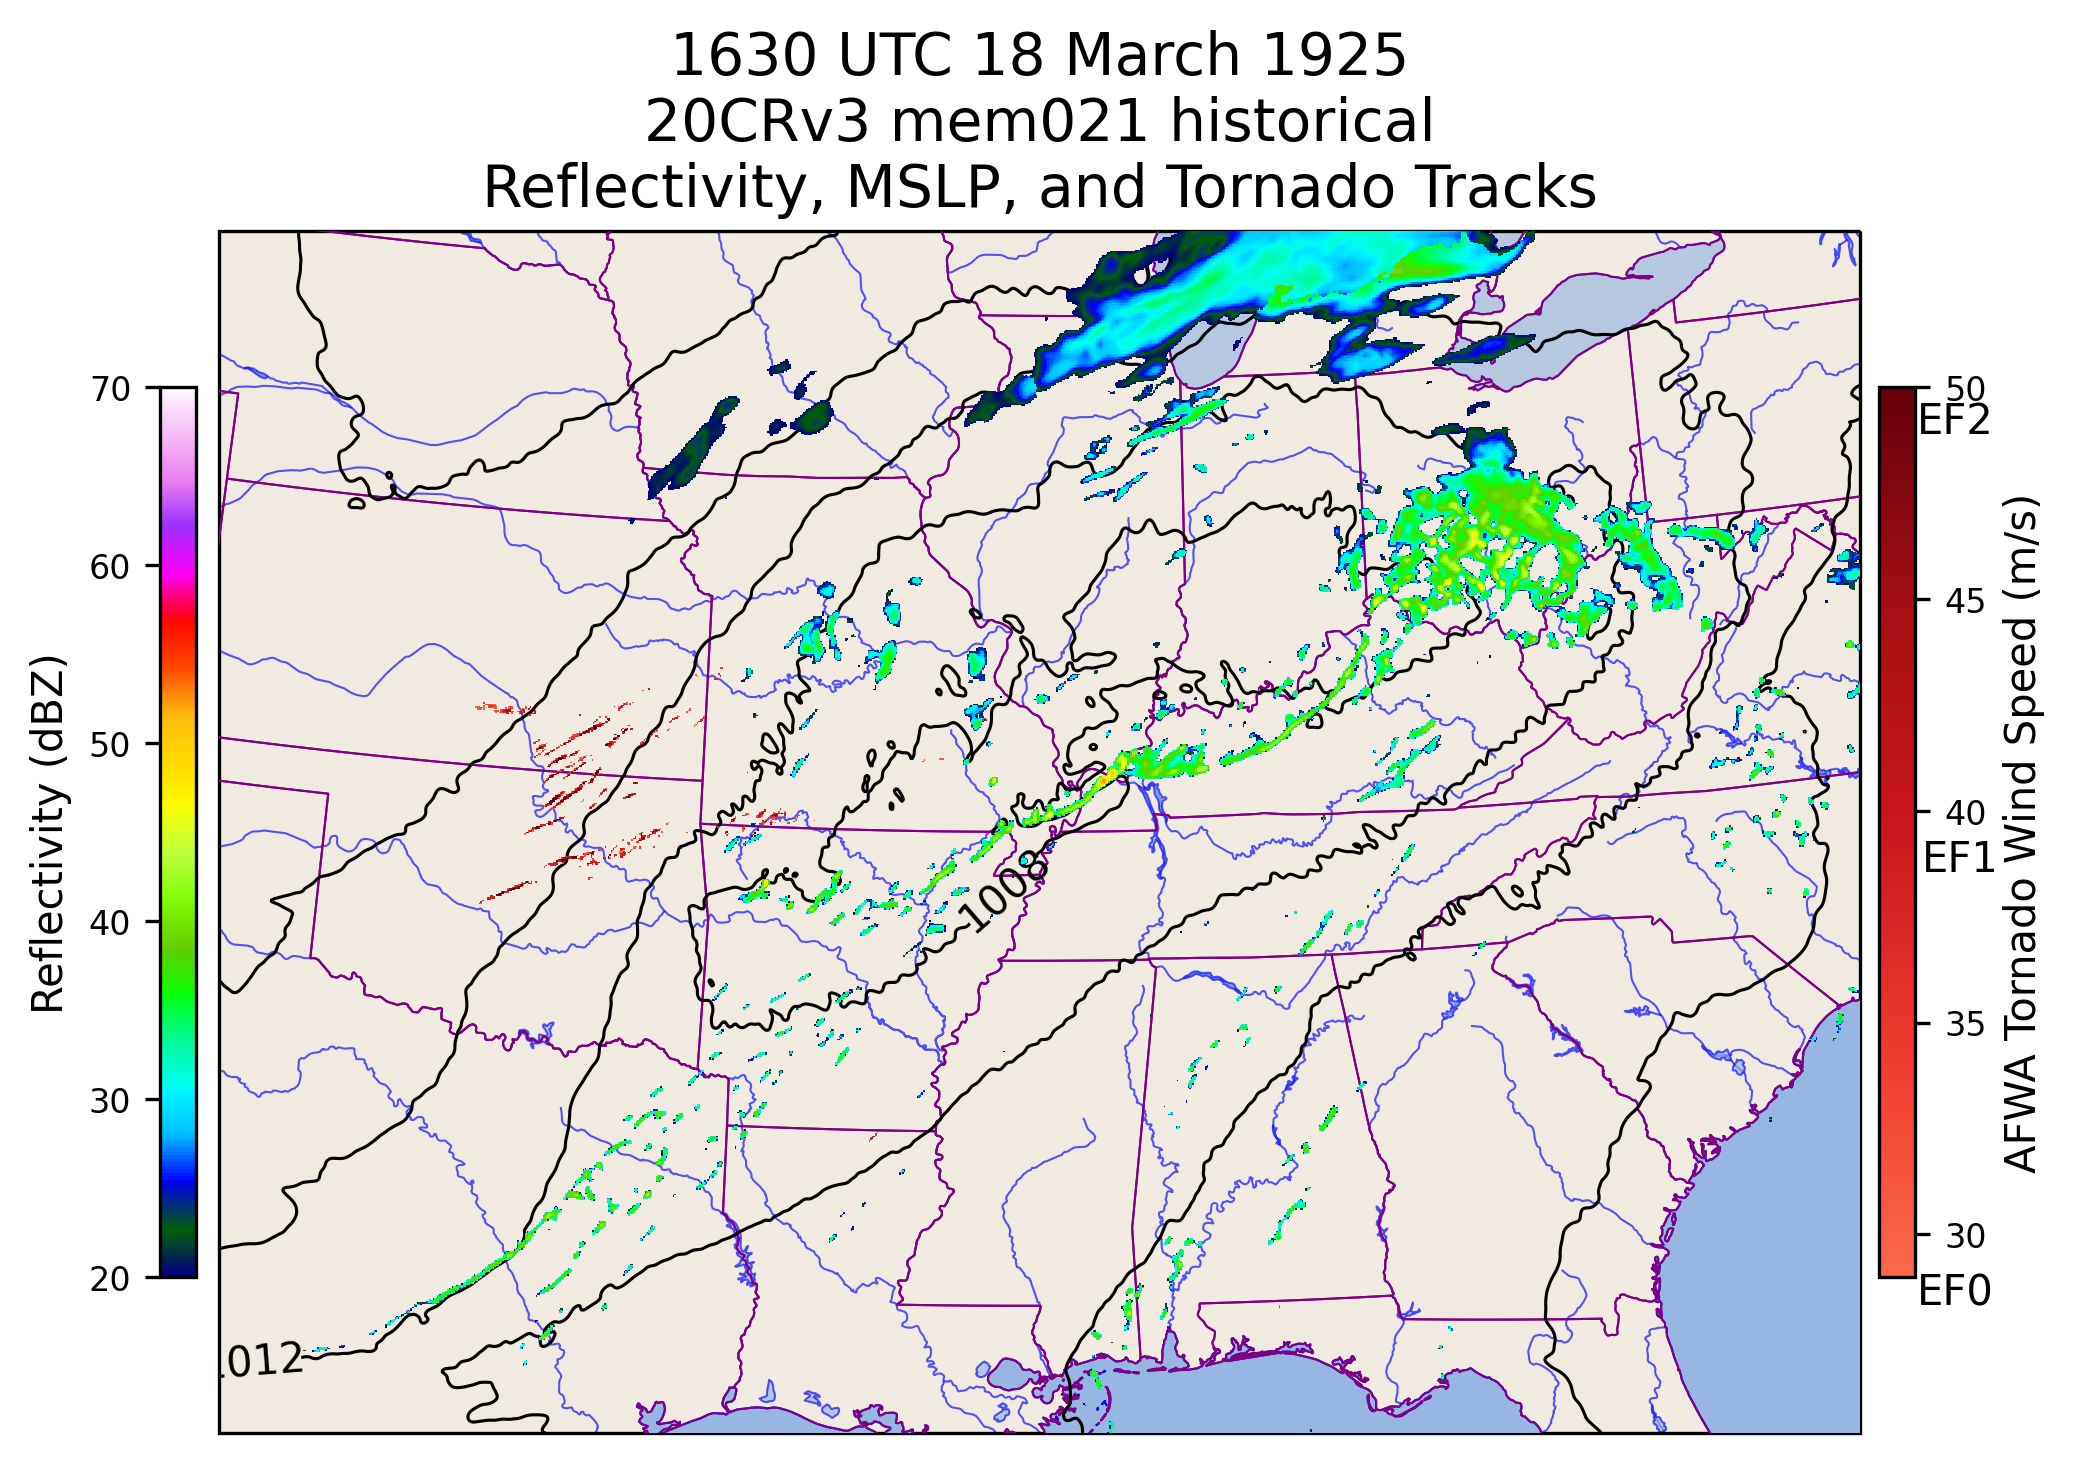 1630 UTC 18 March 1925
20CRv3 mem021 historical
Reflectivity, MSLP, and Tornado Tracks
70
60
50
40
30
20
Reflectivity (dBZ)
1008
1012
50
EF2
45
40
EF1
35
30
EF0
AFWA Tornado Wind Speed (m/s)